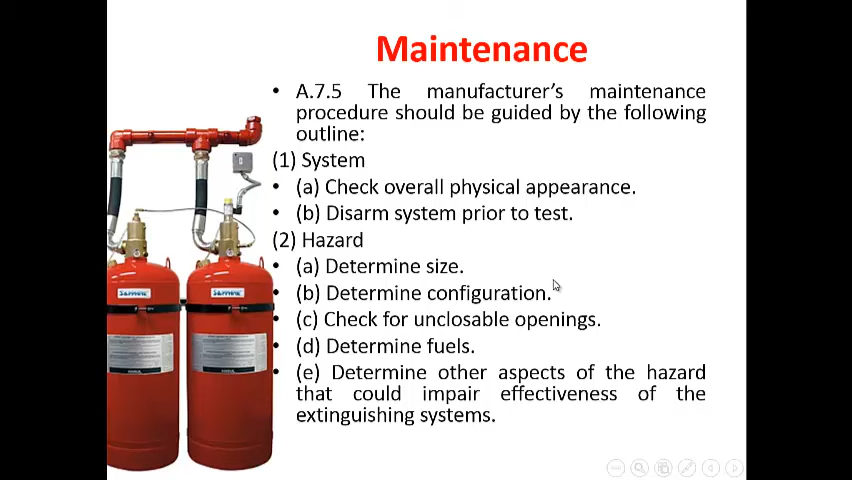 Maintenance
• A.7.5 The manufacturer's maintenance
procedure should be guided by the following
outline:
(1) System
• (a) Check overall physical appearance.
• (b) Disarm system prior to test.
(2) Hazard
• (a) Determine size.
• (b) Determine configuration.
• (c) Check for unclosable openings.
• (d) Determine fuels.
• (e) Determine other aspects of the hazard
that could impair effectiveness of the
extinguishing systems.